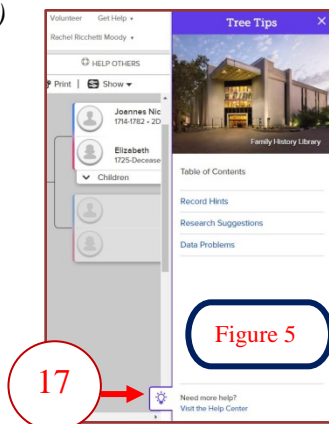 )
Volunteer Get Help
Rachel Ricchetti Moody
HELP OTHERS
Print | Show
Joannes Nic
1714-1782 • 2D
Elizabeth
1725-Decease
Children
Tree Tips ×
Family History Library
Table of Contents
Record Hints
Research Suggestions
Data Problems
Figure 5
17
Need more help?
Visit the Help Center